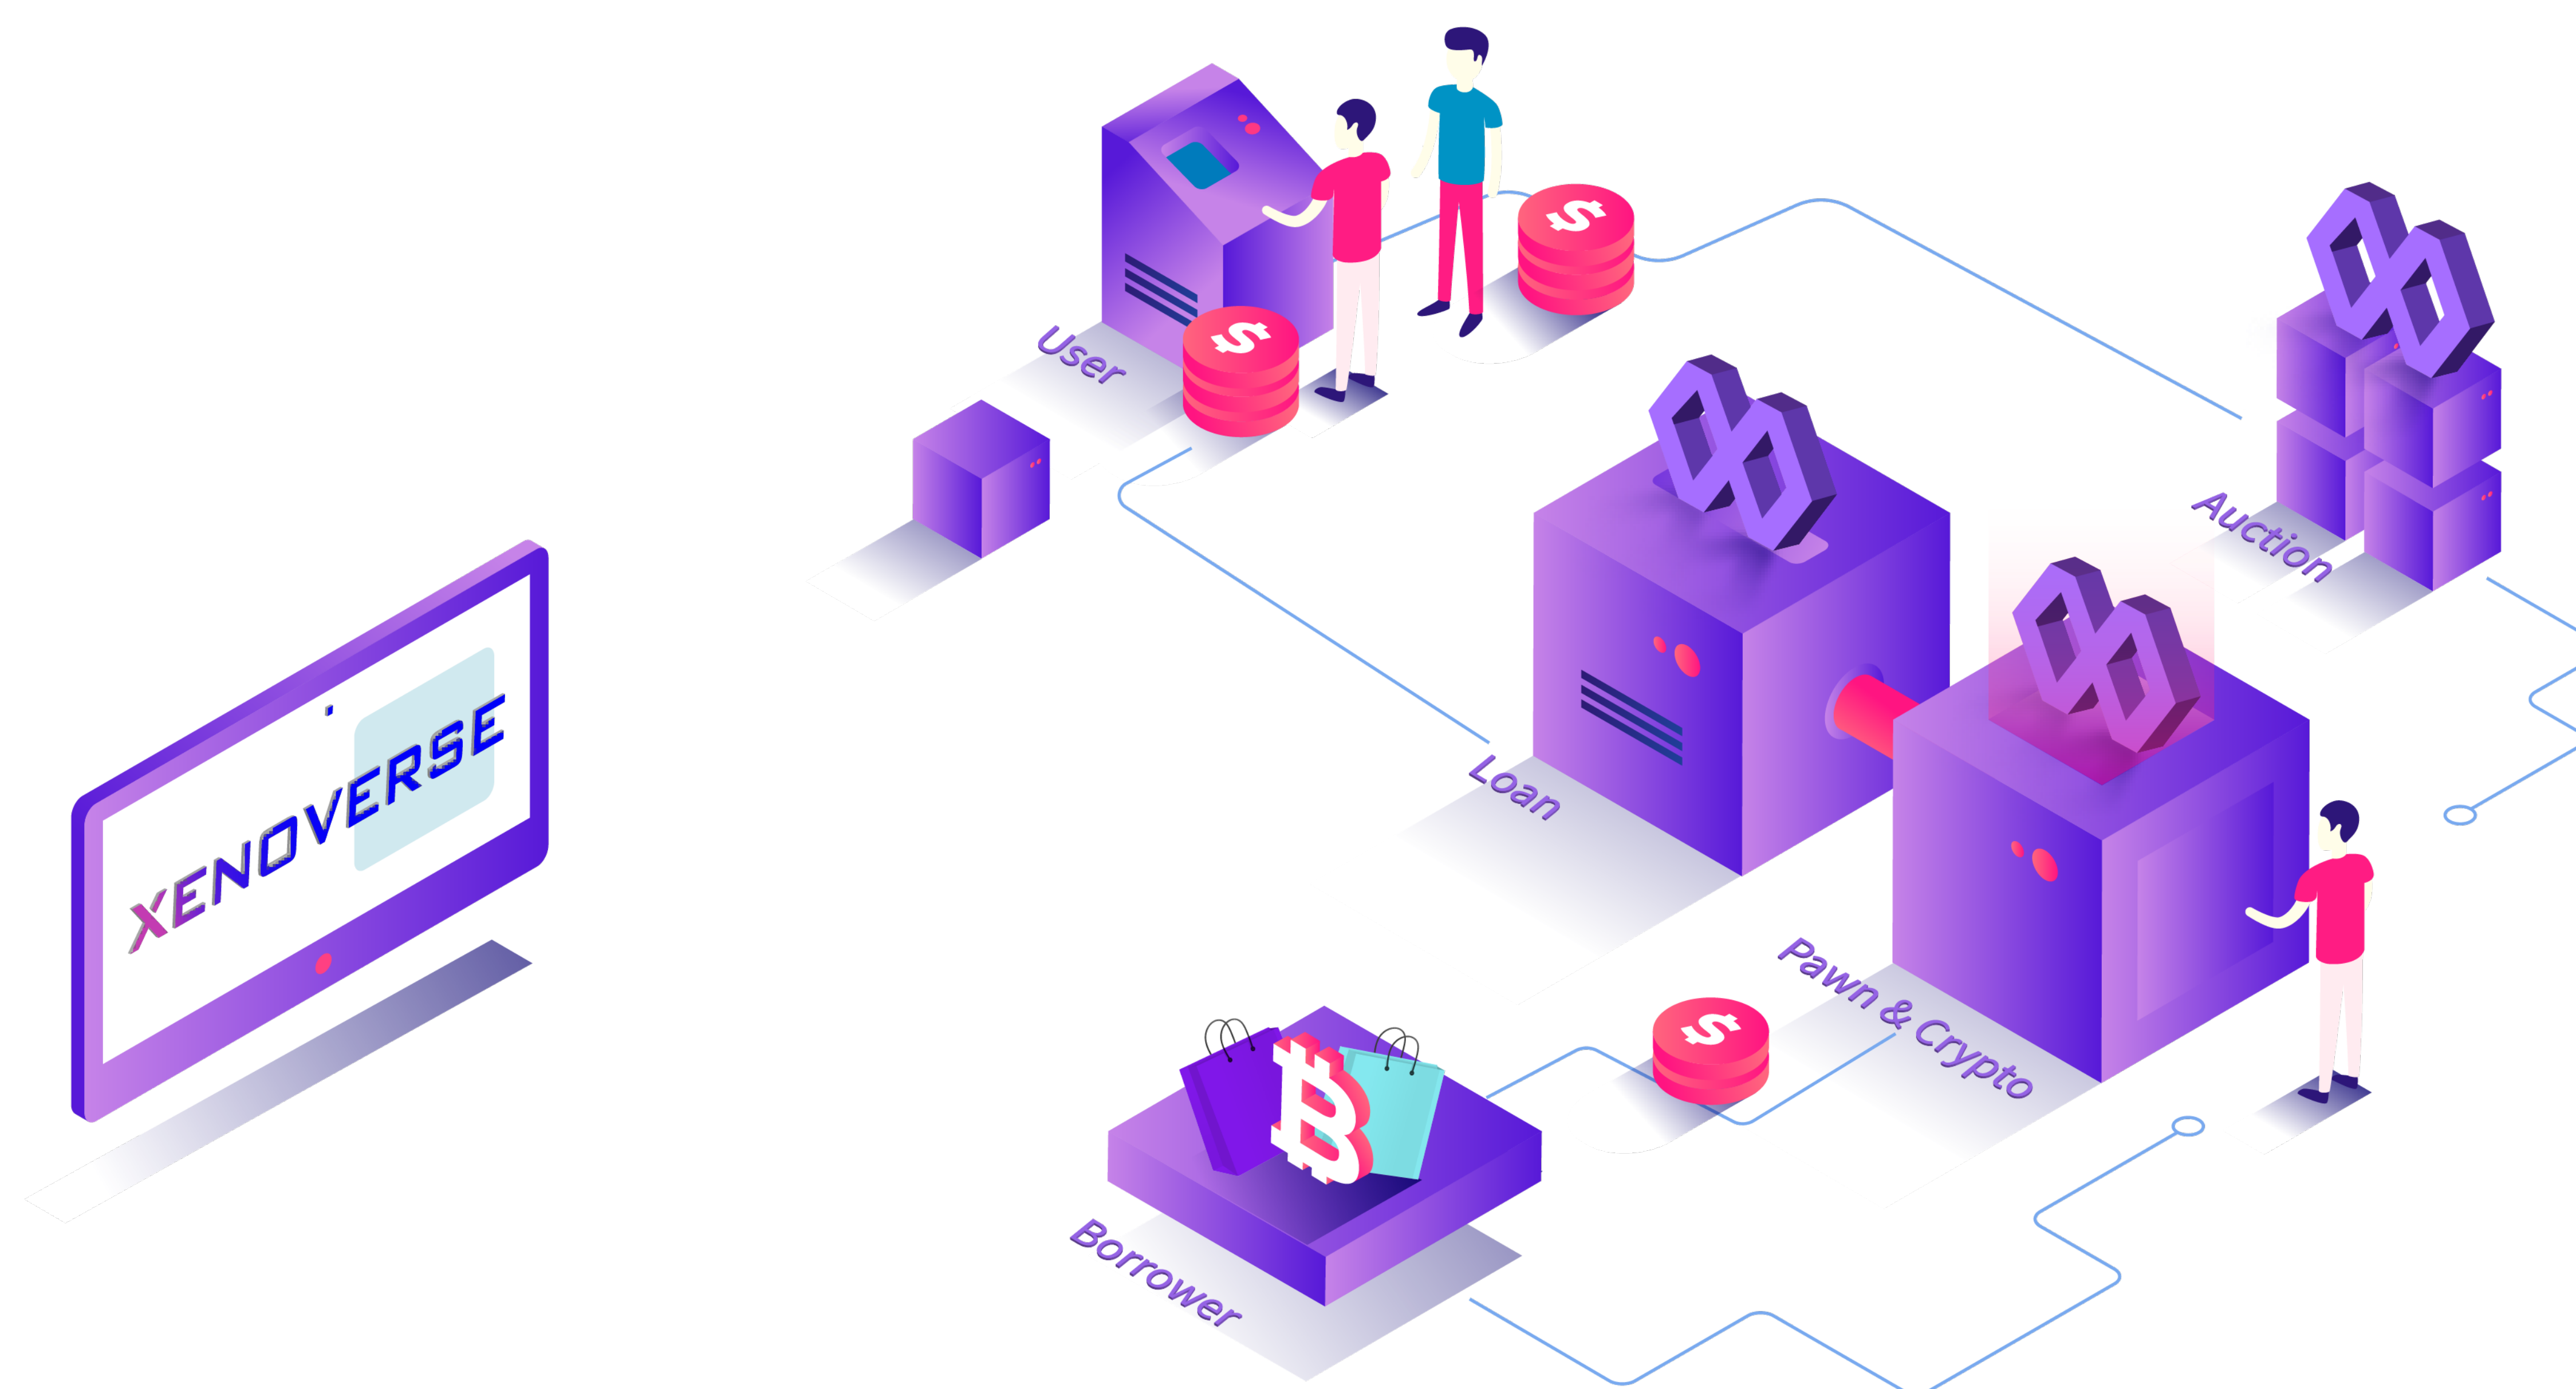 User
Auction
XENOVERSE
Loan
Pawn & Crypto
Borrower
$
$
$